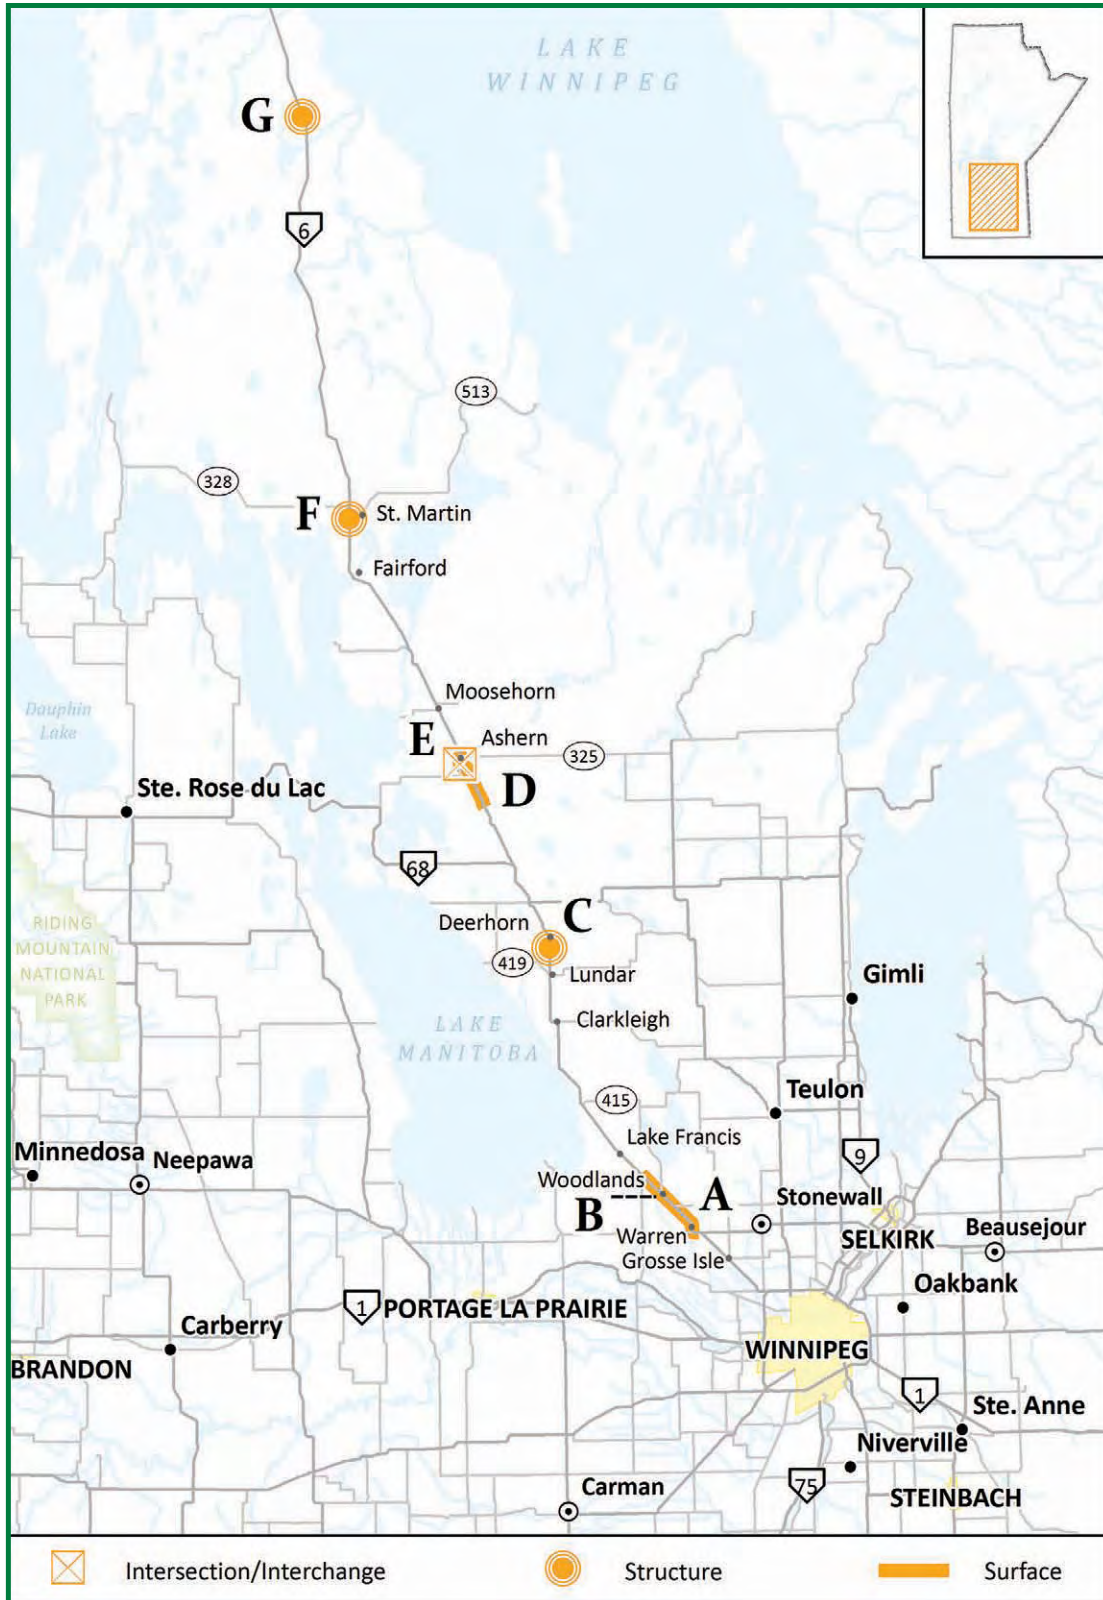 LAKE
WINNIPEG
G
6
513
328
F
St. Martin
Fairford
Moosehorn
Dauphin
Lake
E
Ashern
325
D
Ste. Rose du Lac
68
C
Deerhorn
419
Lundar
RIDING
MOUNTAIN
NATIONAL
PARK
Gimli
Clarkleigh
LAKE
MANITOBA
415
Teulon
Lake Francis
Minnedosa
Neepawa
9
Woodlands
A
Stonewall
B
Warren
SELKIRK
Beausejour
Grosse Isle
Oakbank
1
PORTAGE LA PRAIRIE
Carberry
WINNIPEG
BRANDON
1
Ste. Anne
Niverville
75
Carman
STEINBACH
Intersection/Interchange
Structure
Surface